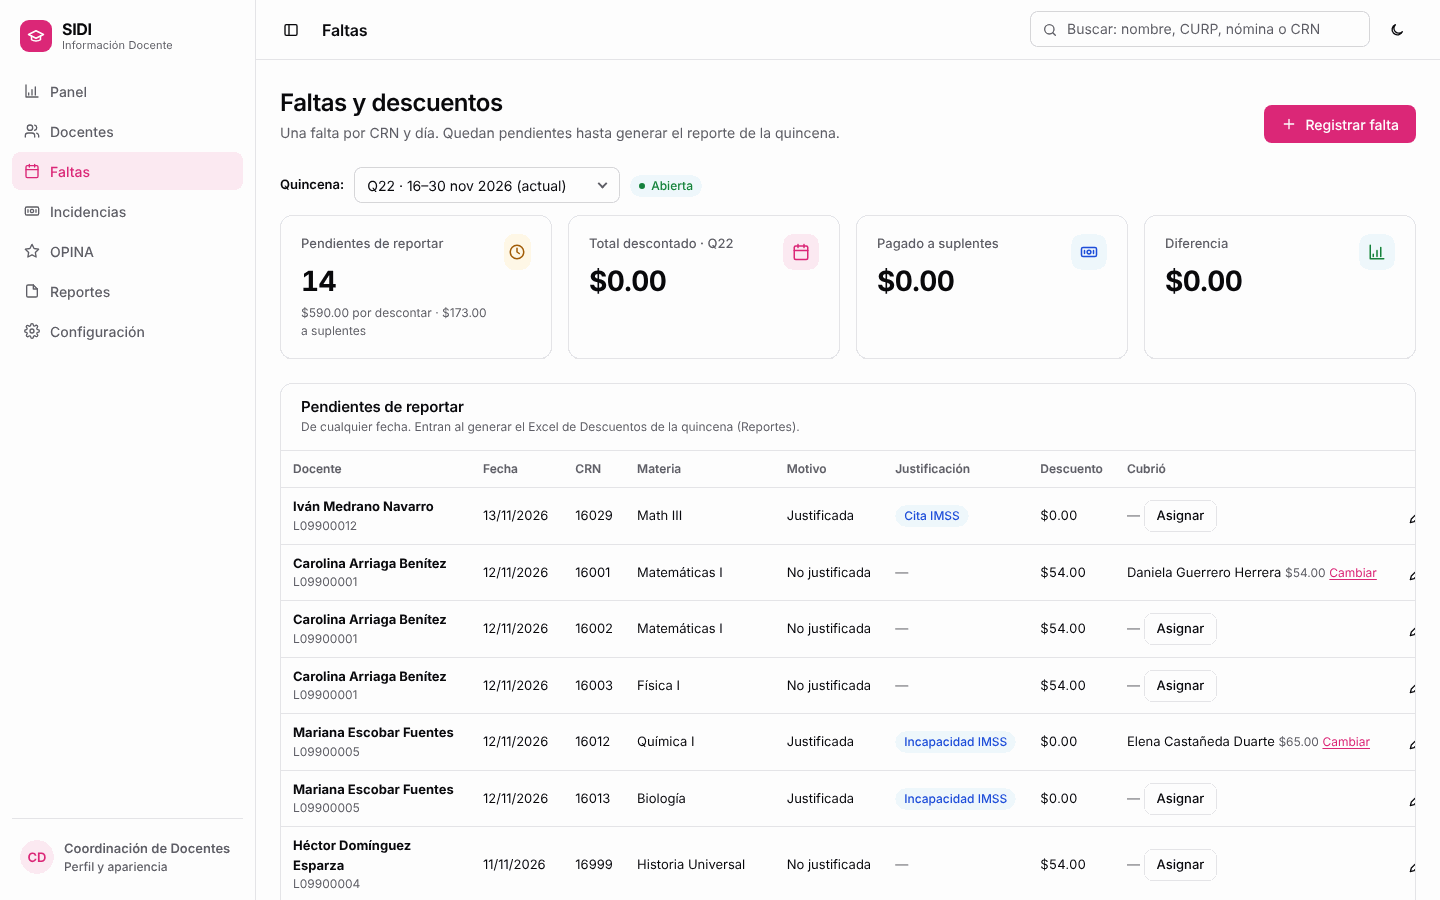 SIDI
Información Docente
Panel
Docentes
Faltas
Incidencias
OPINA
Reportes
Configuración
CD
Coordinación de Docentes
Perfil y apariencia
Faltas
Buscar: nombre, CURP, nómina o CRN
Faltas y descuentos
Una falta por CRN y día. Quedan pendientes hasta generar el reporte de la quincena.
Registrar falta
Quincena: Q22 · 16–30 nov 2026 (actual) Abierta
Pendientes de reportar
14
$590.00 por descontar · $173.00
a suplentes
Total descontado · Q22
$0.00
Pagado a suplentes
$0.00
Diferencia
$0.00
Pendientes de reportar
De cualquier fecha. Entran al generar el Excel de Descuentos de la quincena (Reportes).
Docente Fecha CRN Materia Motivo Justificación Descuento Cubrió
Iván Medrano Navarro
L09900012
13/11/2026 16029 Math III Justificada Cita IMSS $0.00 — Asignar
Carolina Arriaga Benítez
L09900001
12/11/2026 16001 Matemáticas I No justificada — $54.00 Daniela Guerrero Herrera $54.00 Cambiar
Carolina Arriaga Benítez
L09900001
12/11/2026 16002 Matemáticas I No justificada — $54.00 — Asignar
Carolina Arriaga Benítez
L09900001
12/11/2026 16003 Física I No justificada — $54.00 — Asignar
Mariana Escobar Fuentes
L09900005
12/11/2026 16012 Química I Justificada Incapacidad IMSS $0.00 Elena Castañeda Duarte $65.00 Cambiar
Mariana Escobar Fuentes
L09900005
12/11/2026 16013 Biología Justificada Incapacidad IMSS $0.00 — Asignar
Héctor Domínguez
Esparza
L09900004
11/11/2026 16999 Historia Universal No justificada — $54.00 — Asignar